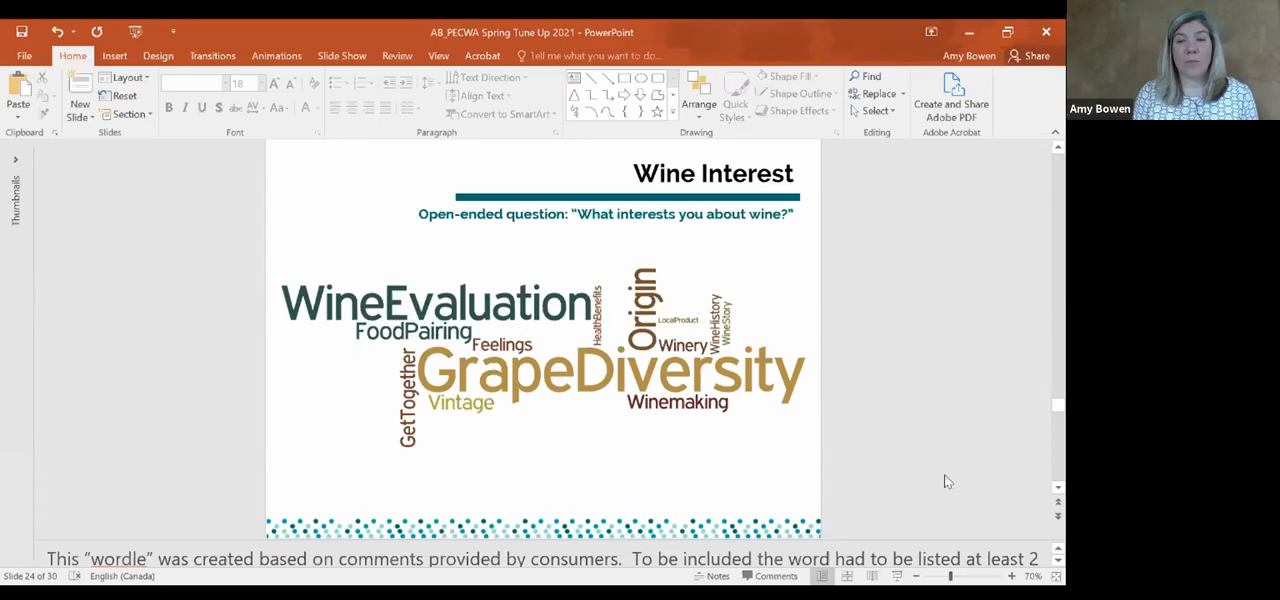 AB_PECWA Spring Tune Up 2021 - PowerPoint
File Home Insert Design Transitions Animations Slide Show Review View Acrobat Tell me what you want to do... Amy Bowen Share
Paste
New
Slide
Layout
Reset
Section
18
B I U S abc AV Aa A
Text Direction
Align Text
Convert to SmartArt
Arrange
Quick
Styles
Shape Fill
Shape Outline
Shape Effects
Find
Replace
Select
Create and Share
Adobe PDF
Clipboard Slides Font Paragraph Drawing Editing Adobe Acrobat
Amy Bowen
Thumbnails
Wine Interest
Open-ended question: “What interests you about wine?”
WineEvaluation
HealthBenefits
Origin
LocalProduct
WineHistory
WineStory
FoodPairing
Feelings
Winery
GetTogether
GrapeDiversity
Vintage
Winemaking
This “wordle” was created based on comments provided by consumers. To be included the word had to be listed at least 2
Slide 24 of 30 English (Canada) Notes Comments 70%